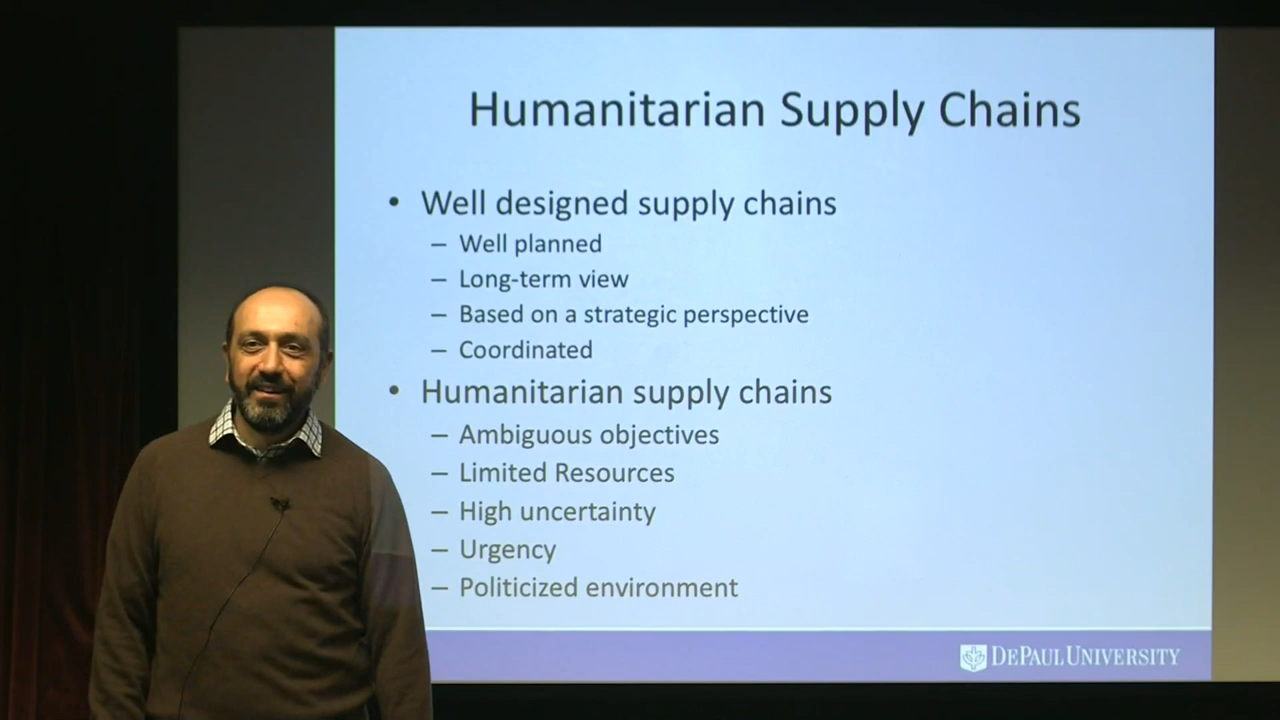 Humanitarian Supply Chains
• Well designed supply chains
– Well planned
– Long-term view
– Based on a strategic perspective
– Coordinated
• Humanitarian supply chains
– Ambiguous objectives
– Limited Resources
– High uncertainty
– Urgency
– Politicized environment
DEPAUL UNIVERSITY